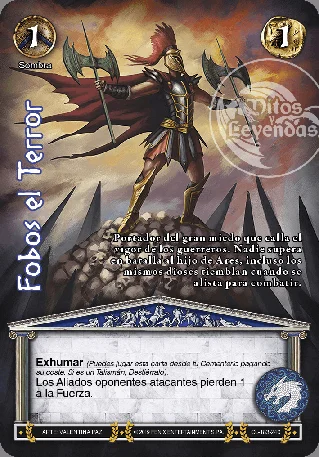 1
1
Sombra
Mitos y
Leyendas
Fobos el Terror
Portador del gran miedo que calla el
vigor de los guerreros. Nadie supera
en batalla al hijo de Ares, incluso los
mismos dioses tiemblan cuando se
alista para combatir.
Exhumar (Puedes jugar esta carta desde tu Cementerio pagando
su coste. Si es un Talismán, Destiérralo).
Los Aliados oponentes atacantes pierden 1
a la Fuerza.